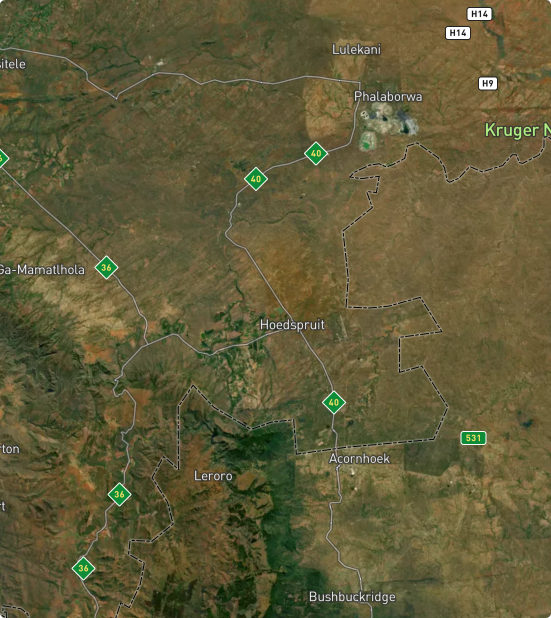 H14
H14
Lulekani
itele
H9
Phalaborwa
Kruger N
40
40
36
Ga-Mamatlhola
Hoedspruit
40
531
rton
Acornhoek
Leroro
36
rt
36
Bushbuckridge